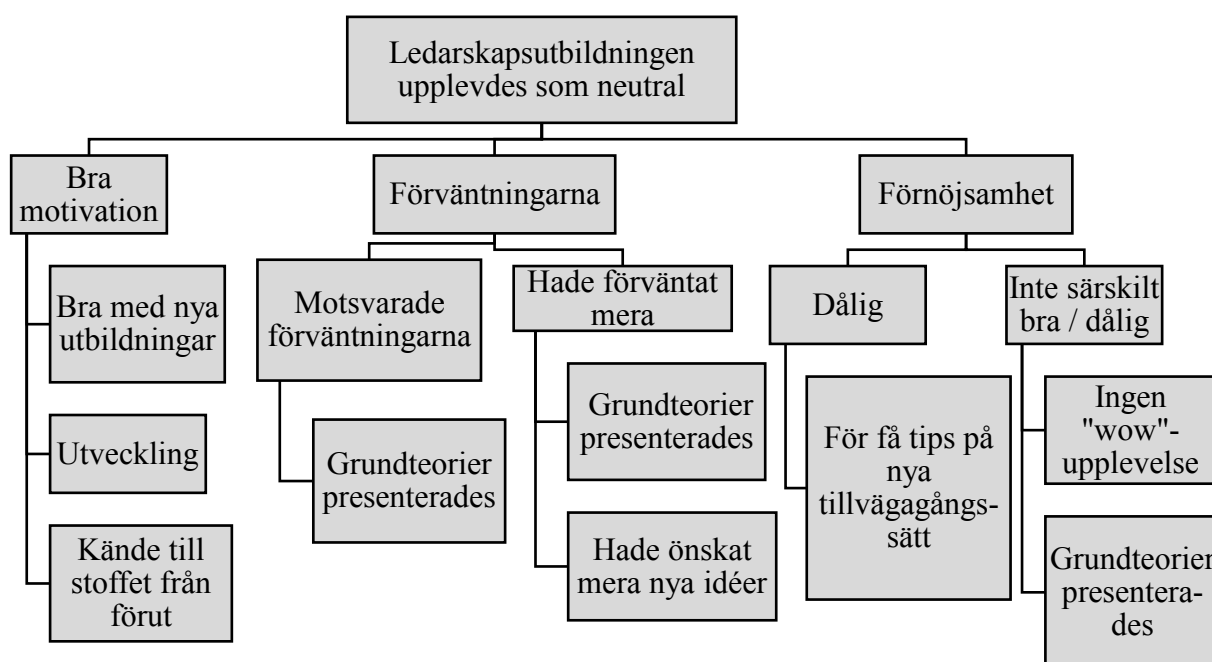 Ledarskapsutbildningen
upplevdes som neutral
Bra
motivation
Förväntningarna
Förnöjsamhet
Bra med nya
utbildningar
Utveckling
Kände till
stoffet från
förut
Motsvarade
förväntningarna
Grundteorier
presenterades
Hade förväntat
mera
Grundteorier
presenterades
Hade önskat
mera nya idéer
Dålig
För få tips på
nya
tillvägagångs-
sätt
Inte särskilt
bra / dålig
Ingen
"wow"-
upplevelse
Grundteorier
presentera-
des